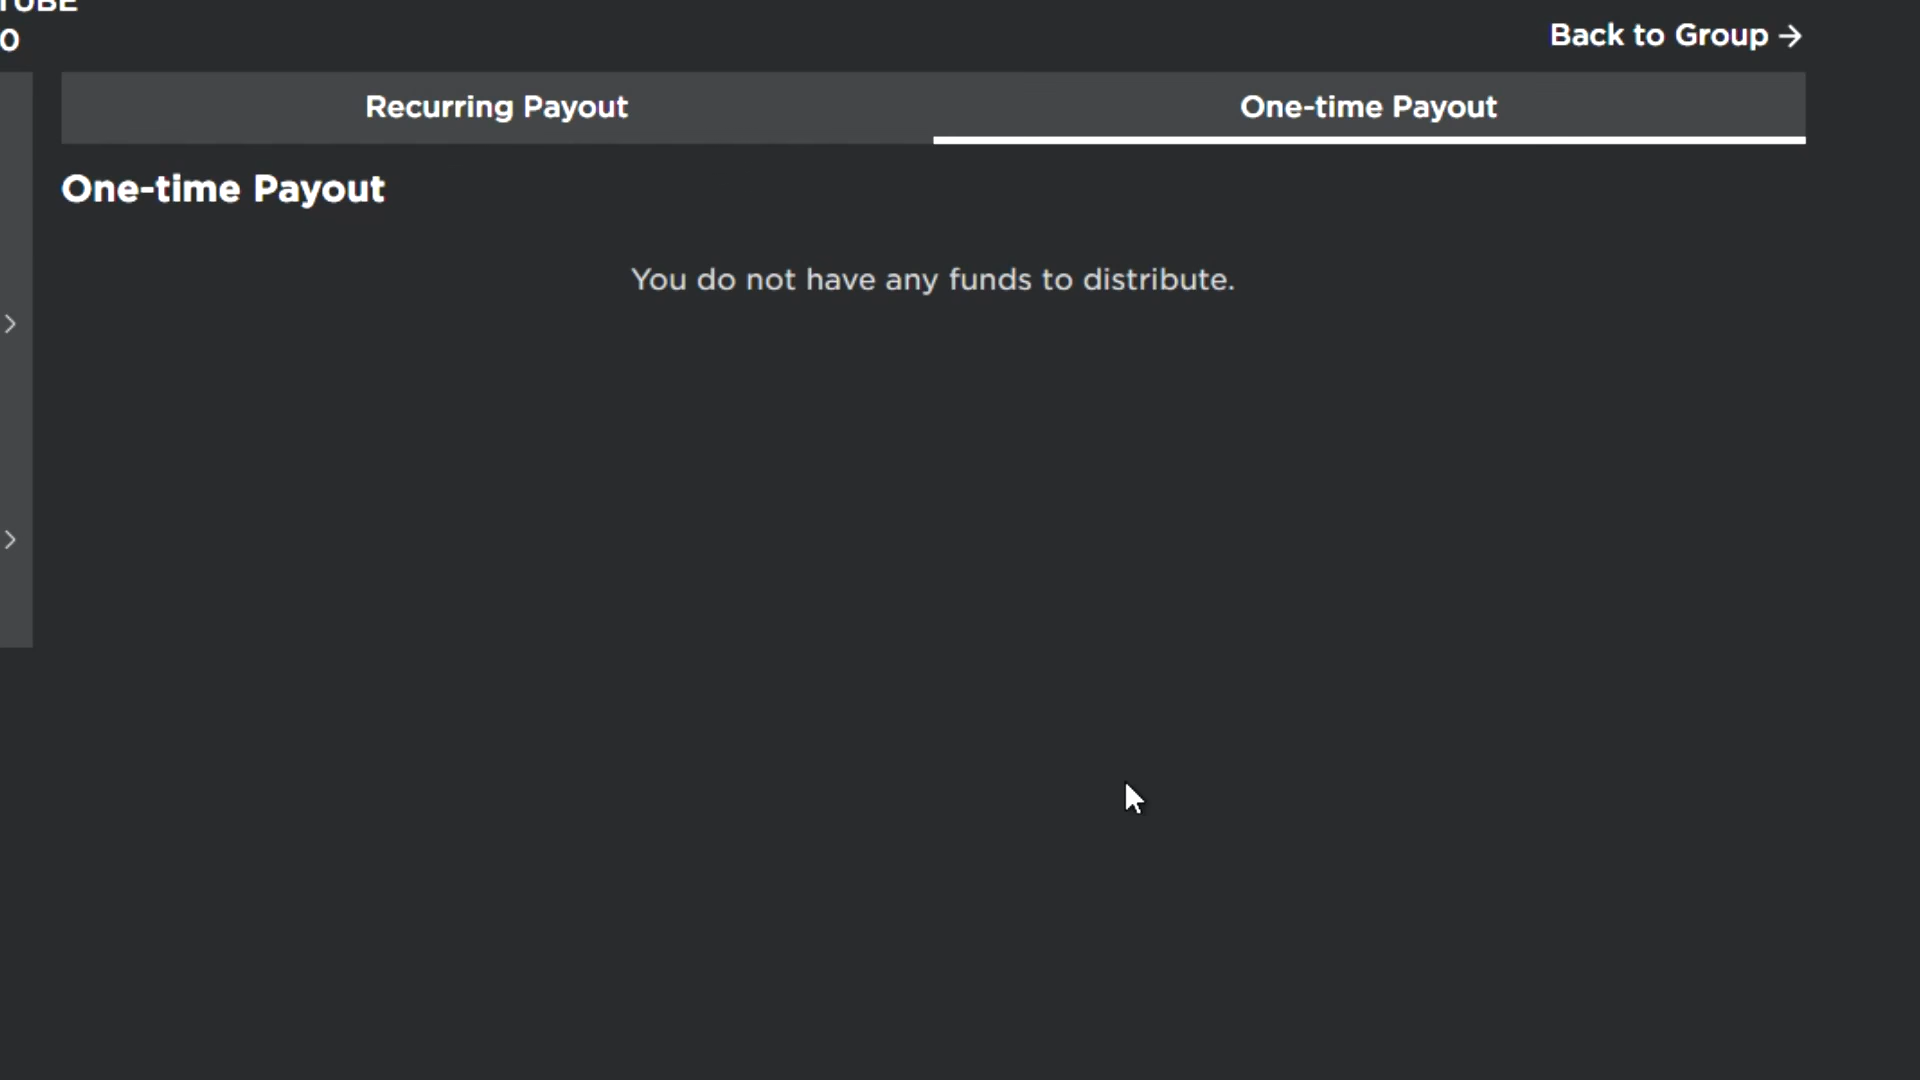 0
Back to Group
Recurring Payout
One-time Payout
One-time Payout
You do not have any funds to distribute.